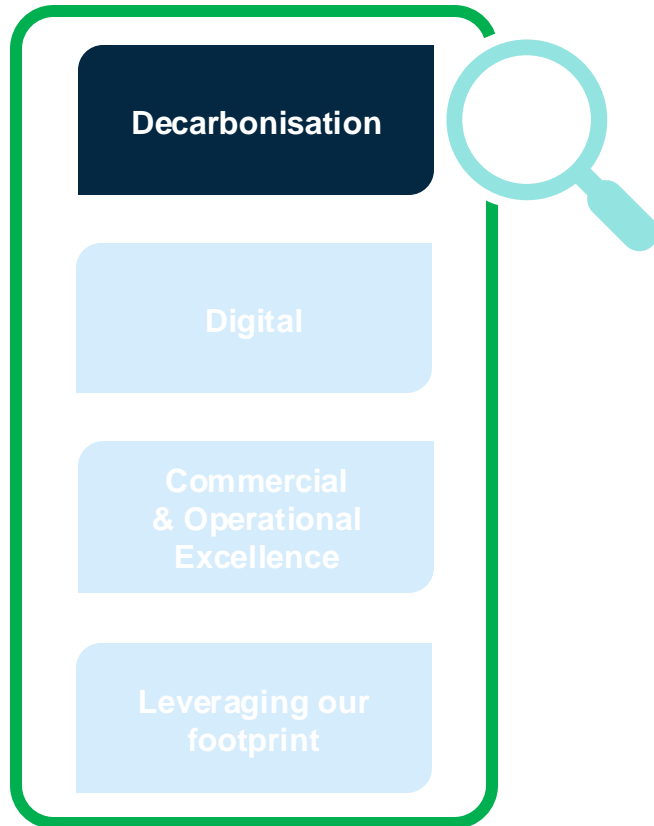 Decarbonisation
Digital
Commercial
& Operational
Excellence
Leveraging our
footprint